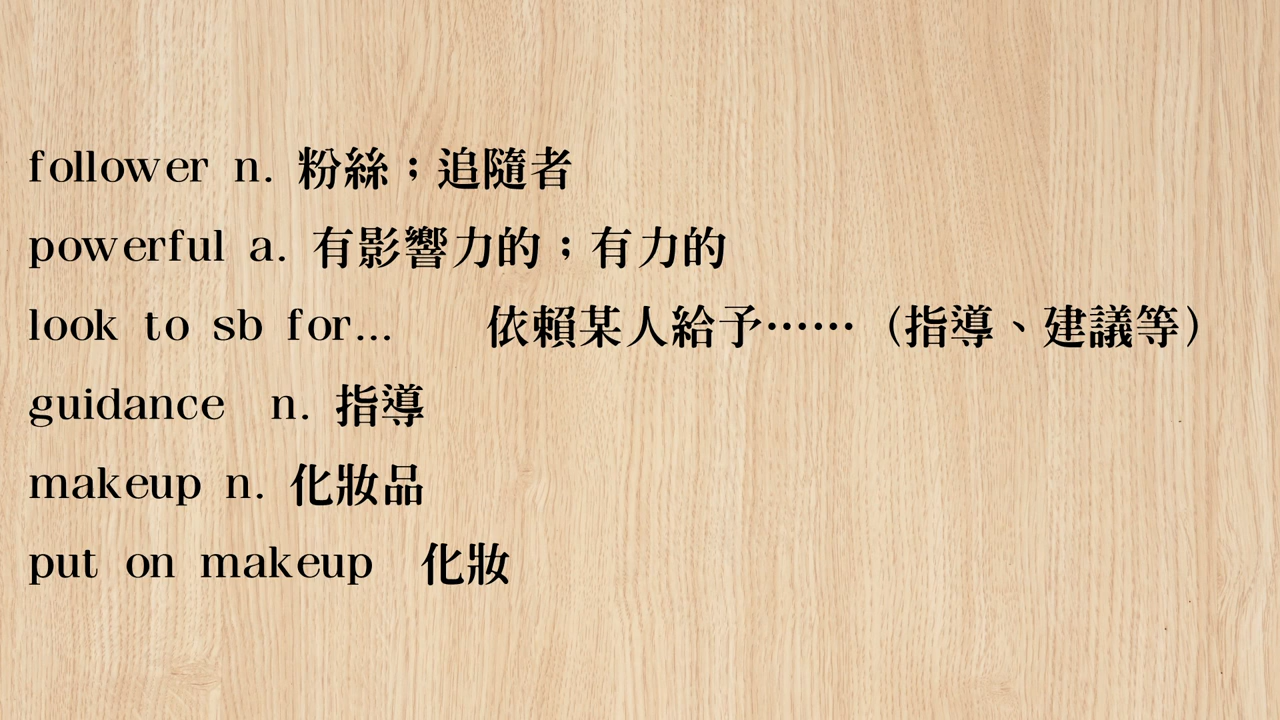 follower n. 粉絲；追隨者
powerful a. 有影響力的；有力的
look to sb for... 依賴某人給予……（指導、建議等）
guidance n. 指導
makeup n. 化妝品
put on makeup 化妝